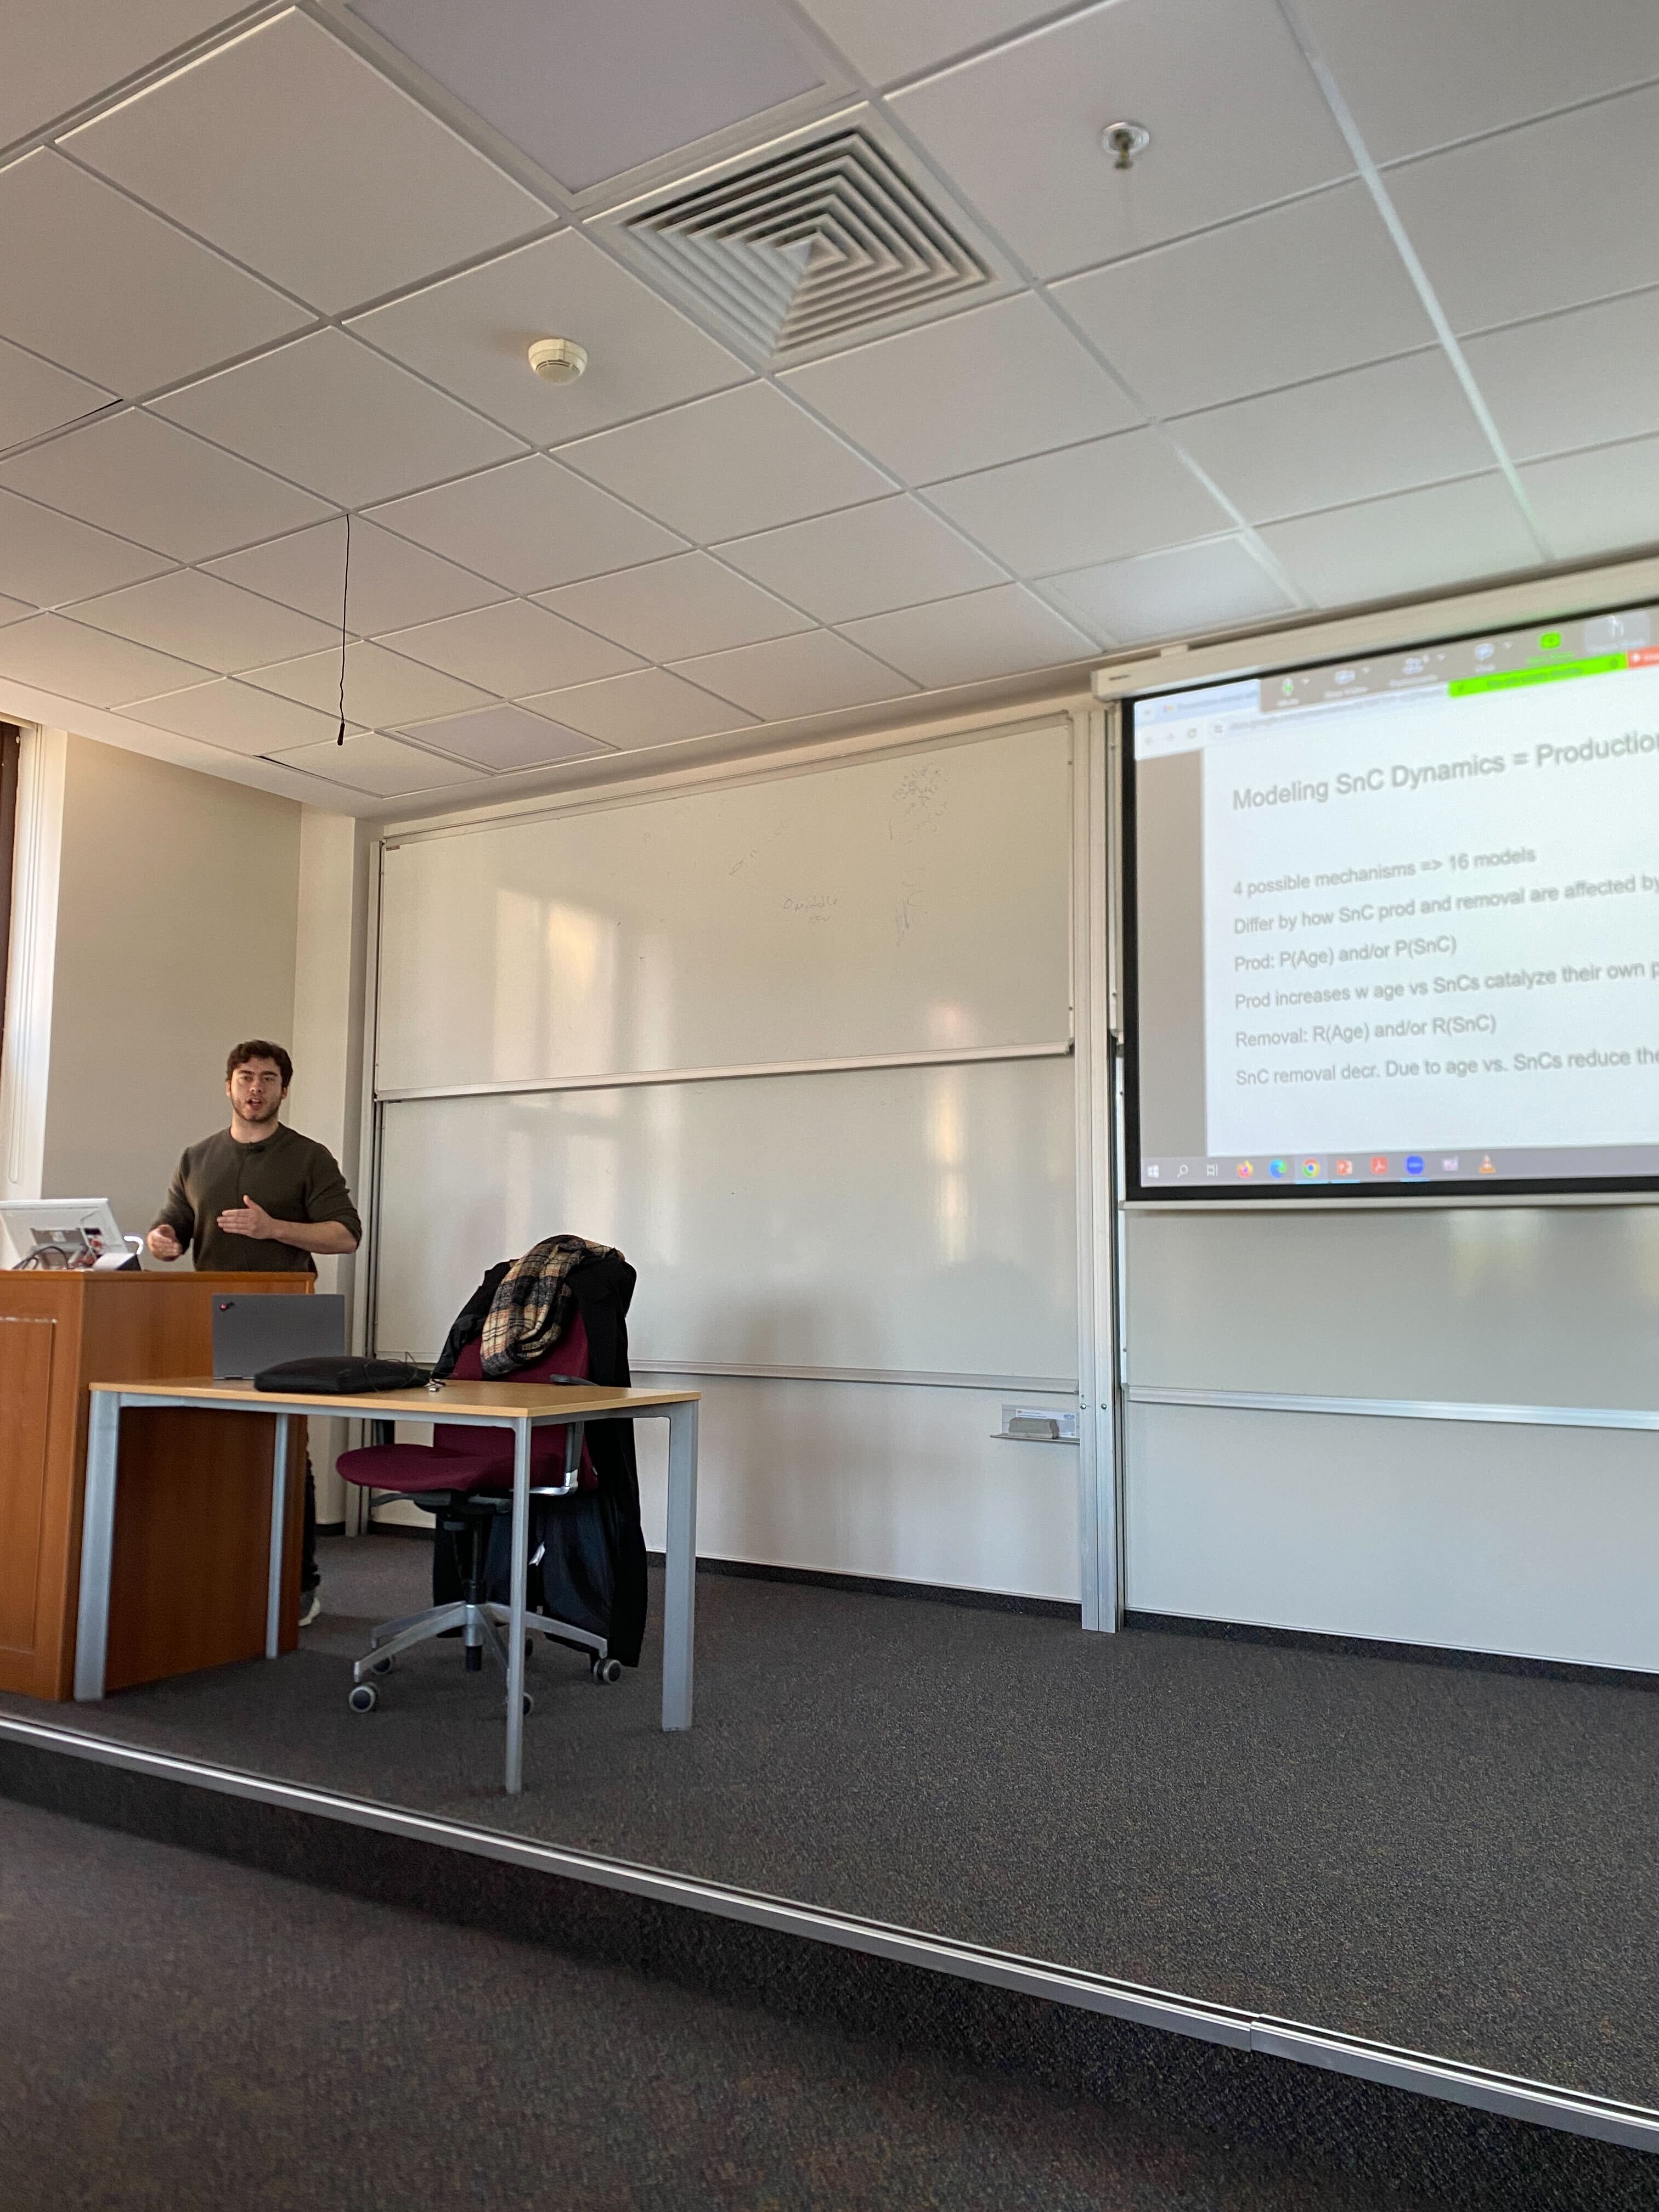 Modeling SnC Dynamics = Production
4 possible mechanisms => 16 models
Differ by how SnC prod and removal are affected by
Prod: P(Age) and/or P(SnC)
Prod increases w age vs SnCs catalyze their own p
Removal: R(Age) and/or R(SnC)
SnC removal decr. Due to age vs. SnCs reduce the